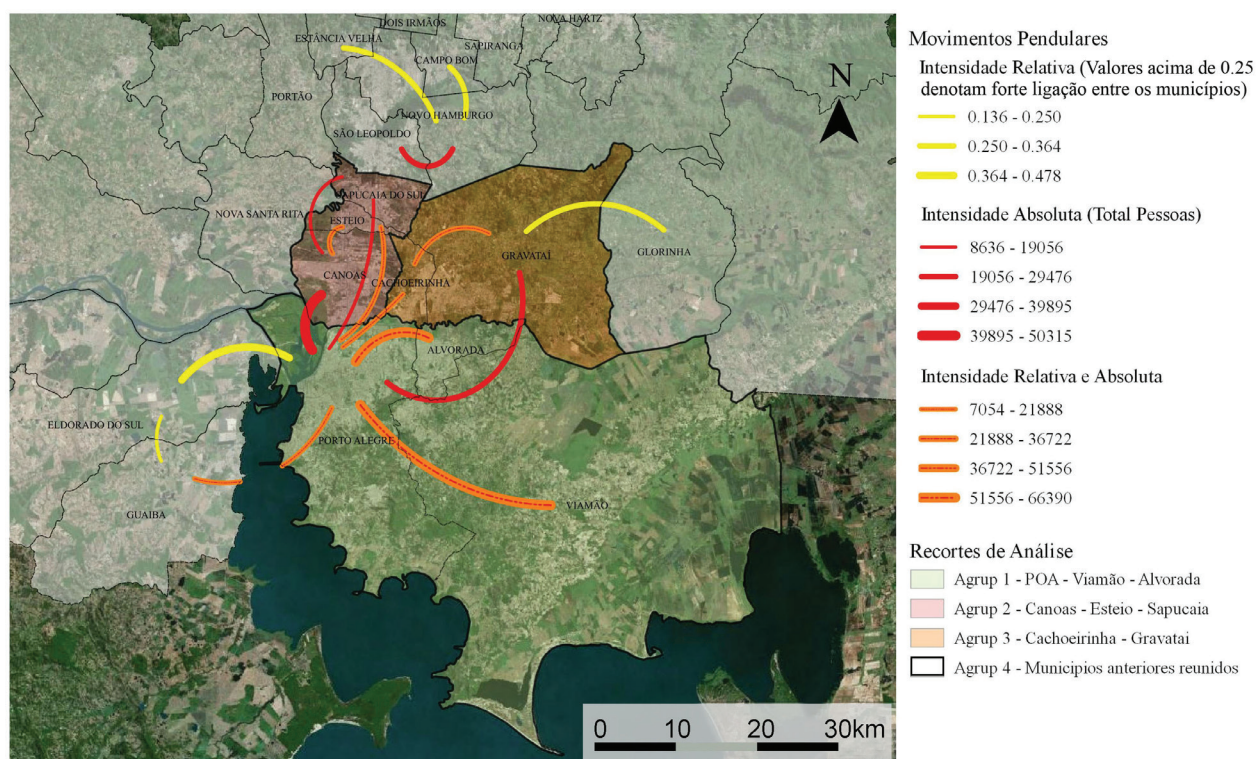 DOIS IRMÃOS
NOVA HARTZ
ESTÂNCIA VELHA
SAPIRANGA
CAMPO BOM
PORTÃO
NOVO HAMBURGO
SÃO LEOPOLDO
SAPUCAIA DO SUL
NOVA SANTA RITA
ESTEIO
GLORINHA
GRAVATAÍ
CANOAS
CACHOEIRINHA
ALVORADA
ELDORADO DO SUL
PORTO ALEGRE
VIAMÃO
GUAIBA
N
0 10 20 30km
Movimentos Pendulares
Intensidade Relativa (Valores acima de 0.25
denotam forte ligação entre os municípios)
0.136 - 0.250
0.250 - 0.364
0.364 - 0.478
Intensidade Absoluta (Total Pessoas)
8636 - 19056
19056 - 29476
29476 - 39895
39895 - 50315
Intensidade Relativa e Absoluta
7054 - 21888
21888 - 36722
36722 - 51556
51556 - 66390
Recortes de Análise
Agrup 1 - POA - Viamão - Alvorada
Agrup 2 - Canoas - Esteio - Sapucaia
Agrup 3 - Cachoeirinha - Gravatai
Agrup 4 - Municipios anteriores reunidos